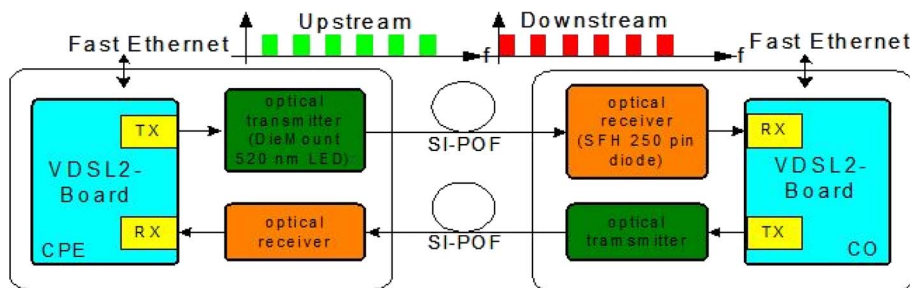 Upstream
Downstream
Fast Ethernet
f
f
Fast Ethernet
TX
VDSL2-
Board
RX
CPE
optical
transmitter
(DieMount
520 nm LED)
optical
receiver
SI-POF
SI-POF
optical
receiver
(SFH 250 pin
diode)
optical
tramsmitter
RX
VDSL2-
Board
TX
CO